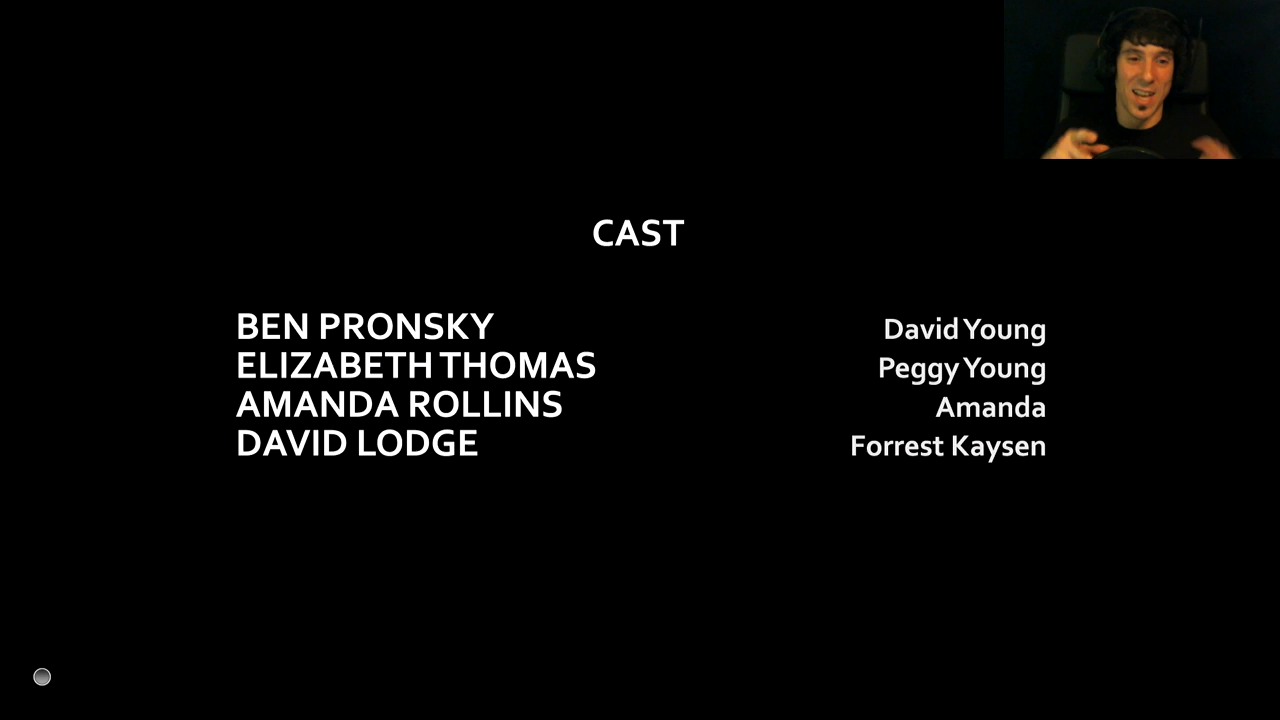 CAST
BEN PRONSKY David Young
ELIZABETH THOMAS Peggy Young
AMANDA ROLLINS Amanda
DAVID LODGE Forrest Kaysen